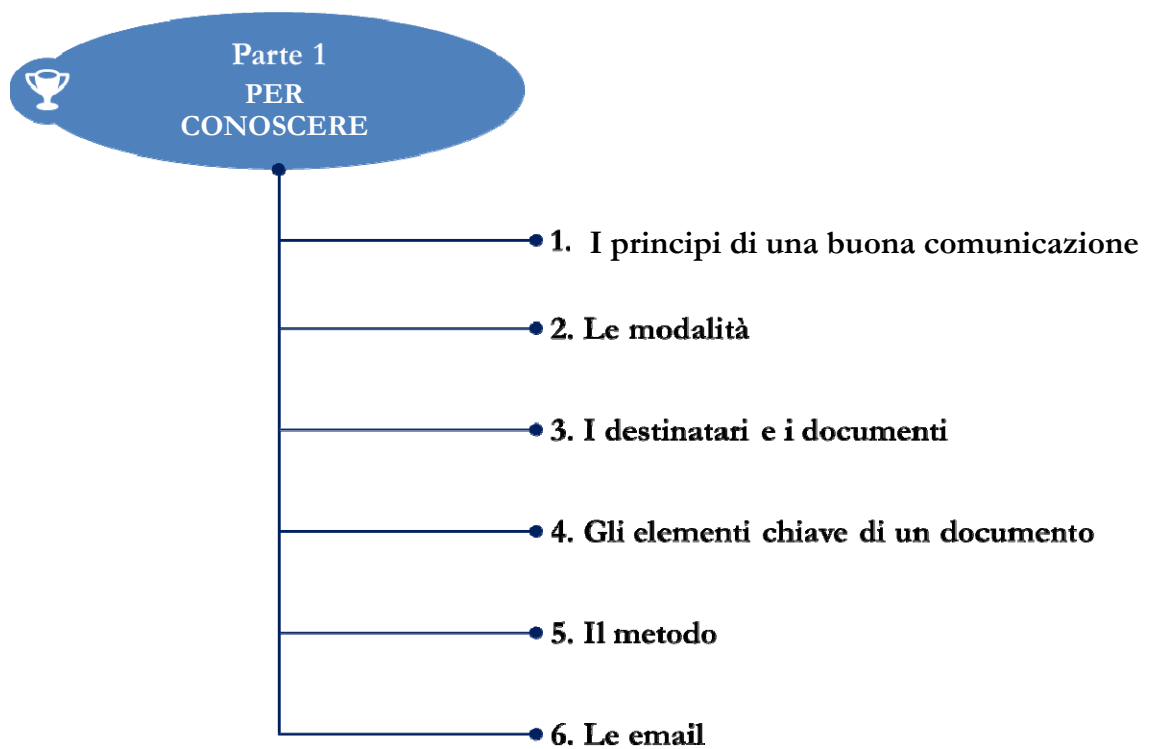 Parte 1
PER
CONOSCERE
1. I principi di una buona comunicazione
2. Le modalità
3. I destinatari e i documenti
4. Gli elementi chiave di un documento
5. Il metodo
6. Le email